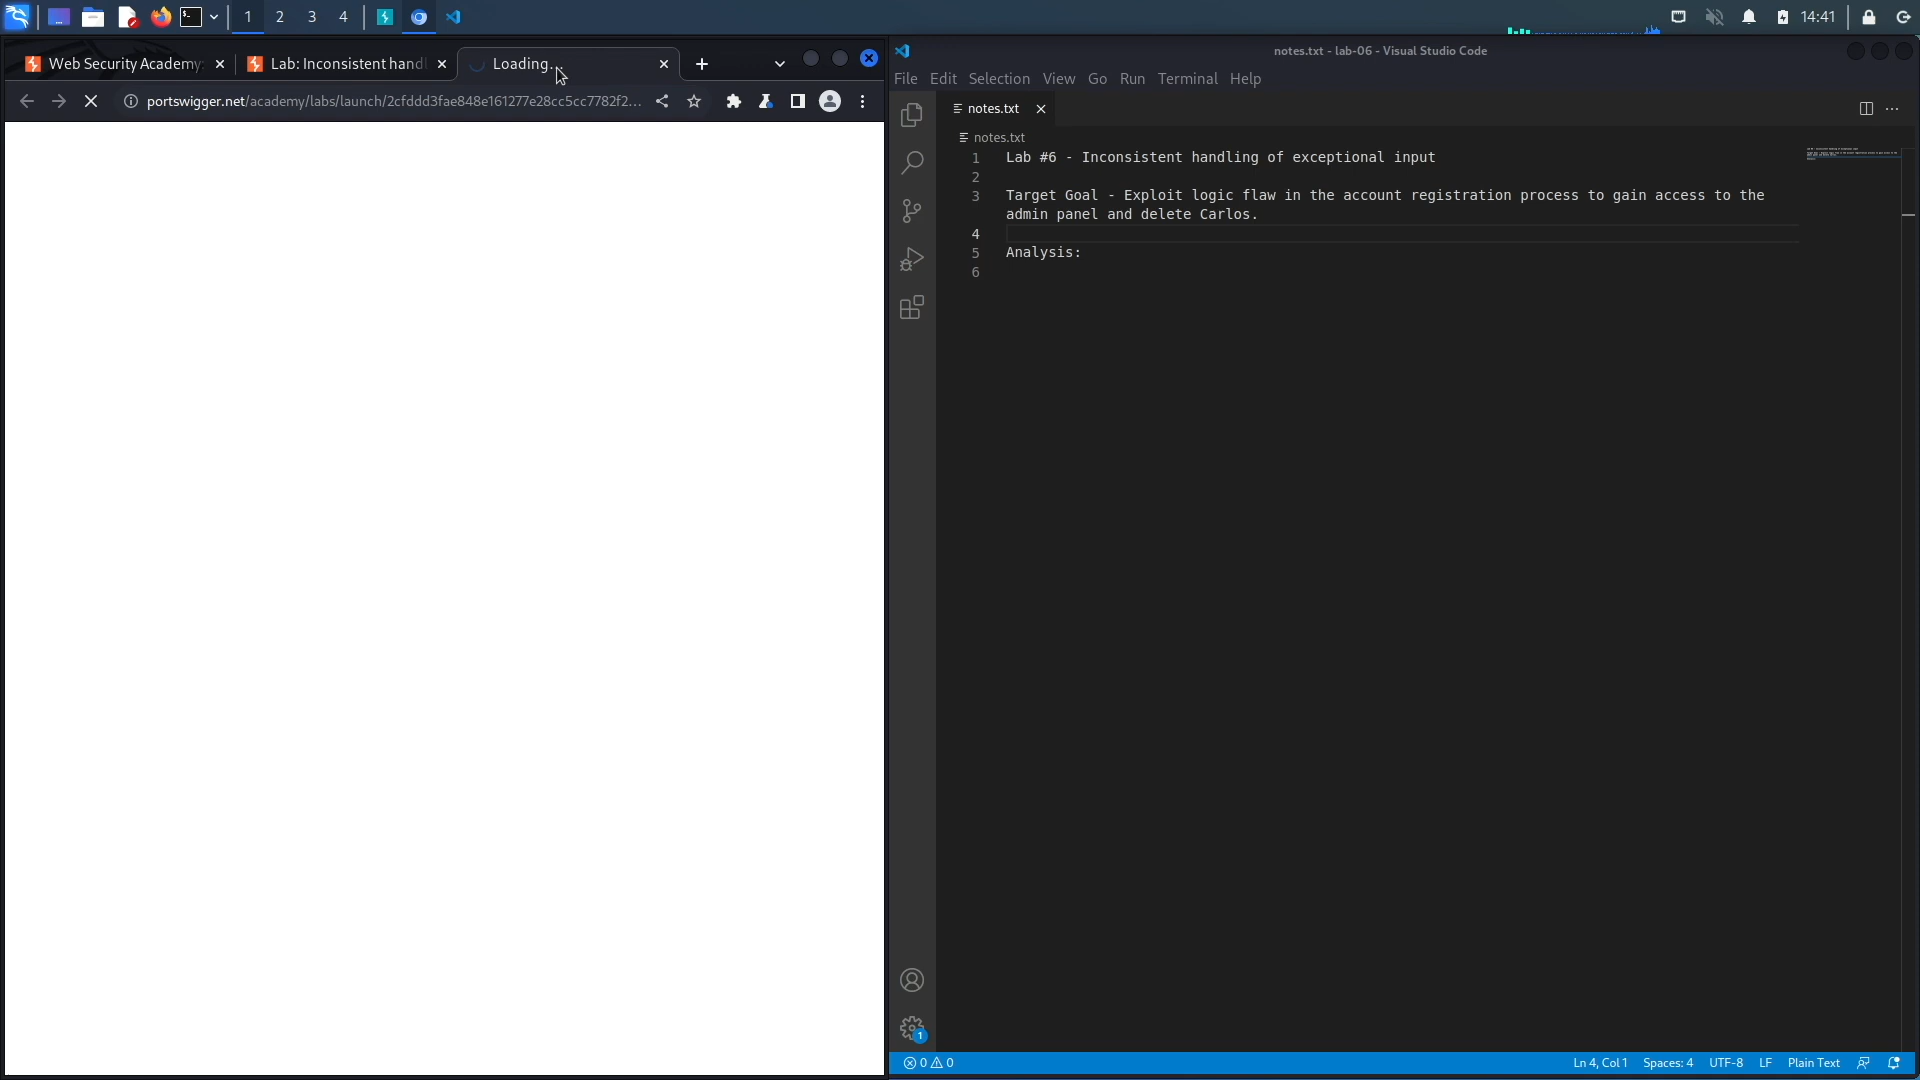 1 2 3 4 14:41
Web Security Academy: Lab: Inconsistent handl Loading...
portswigger.net/academy/labs/launch/2cfddd3fae848e161277e28cc5cc7782f2...
notes.txt - lab-06 - Visual Studio Code
File Edit Selection View Go Run Terminal Help
notes.txt
notes.txt
1 Lab #6 - Inconsistent handling of exceptional input
2
3 Target Goal - Exploit logic flaw in the account registration process to gain access to the
admin panel and delete Carlos.
4
5 Analysis:
6
1
0 0 Ln 4, Col 1 Spaces: 4 UTF-8 LF Plain Text